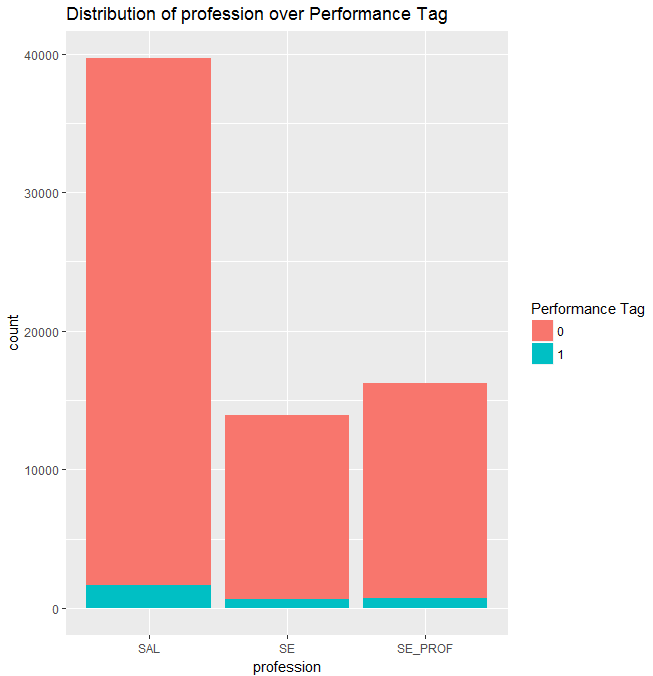 Distribution of profession over Performance Tag
40000
30000
20000
10000
0
count
SAL
SE
SE_PROF
profession
Performance Tag
0
1